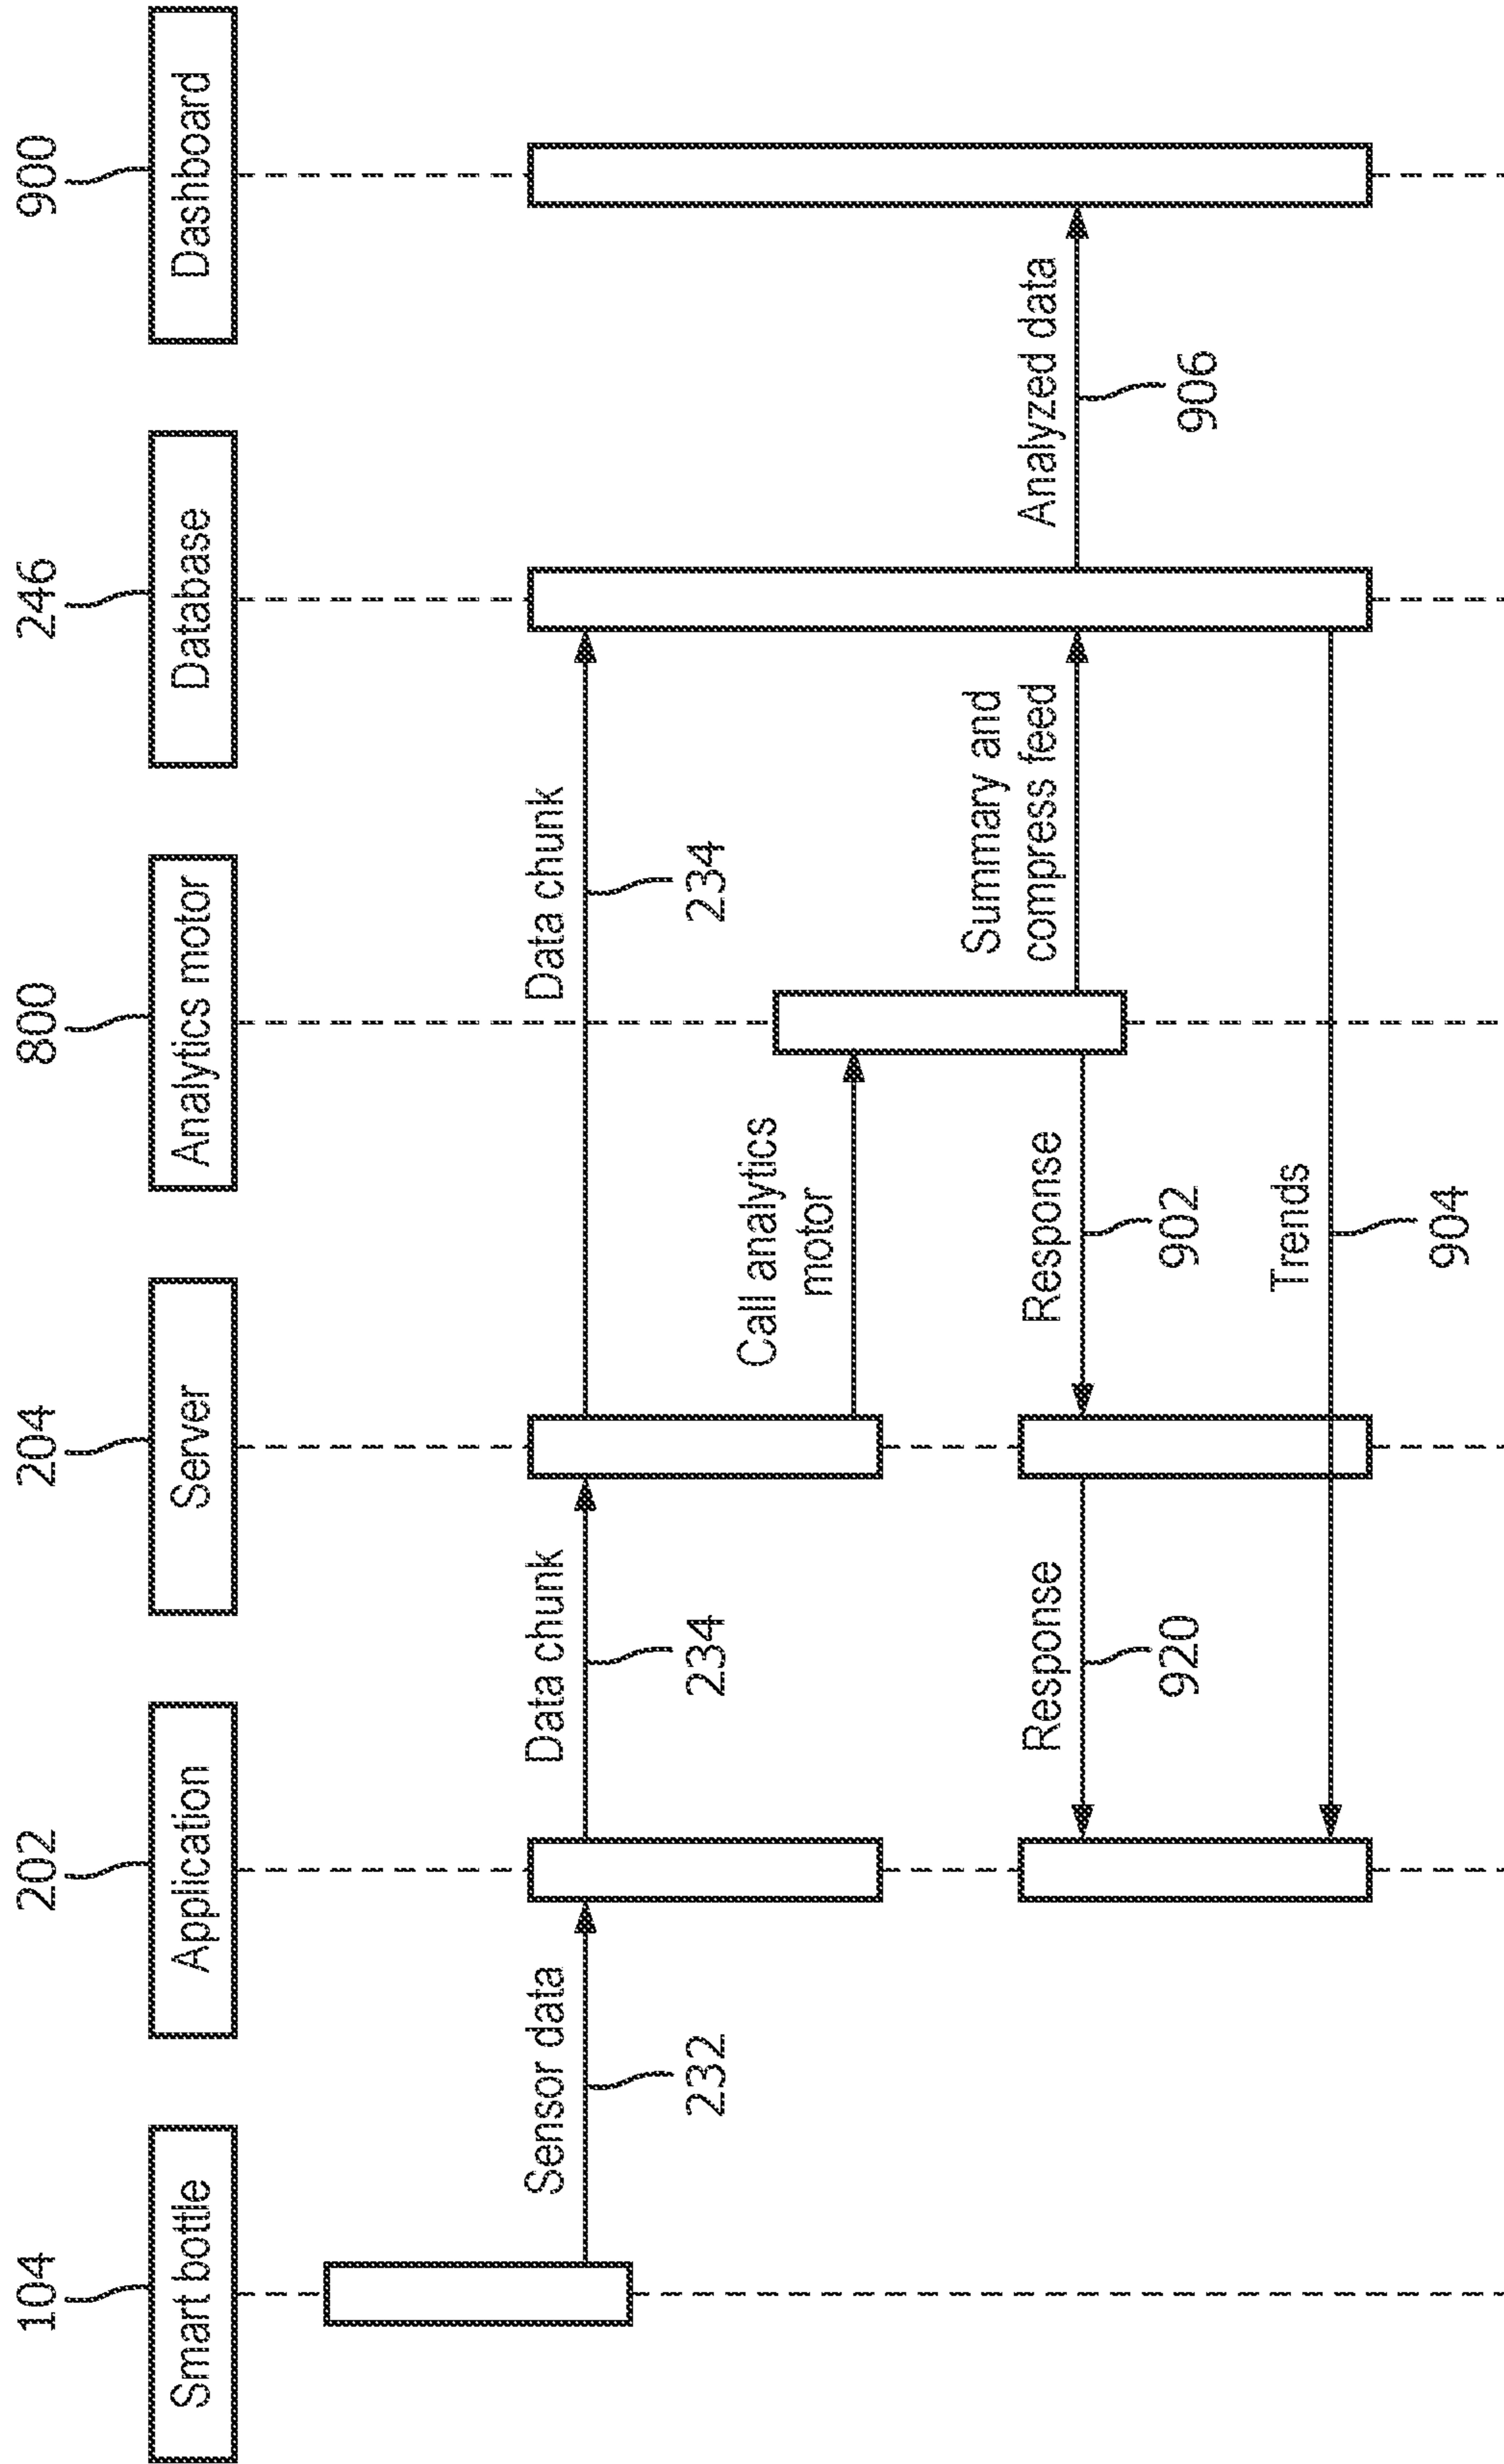 104
202
204
800
246
900
Smart bottle
Application
Server
Analytics motor
Database
Dashboard
Sensor data
232
Data chunk
234
Data chunk
234
Call analytics
motor
Response
920
Response
902
Summary and
compress feed
Analyzed data
906
Trends
904